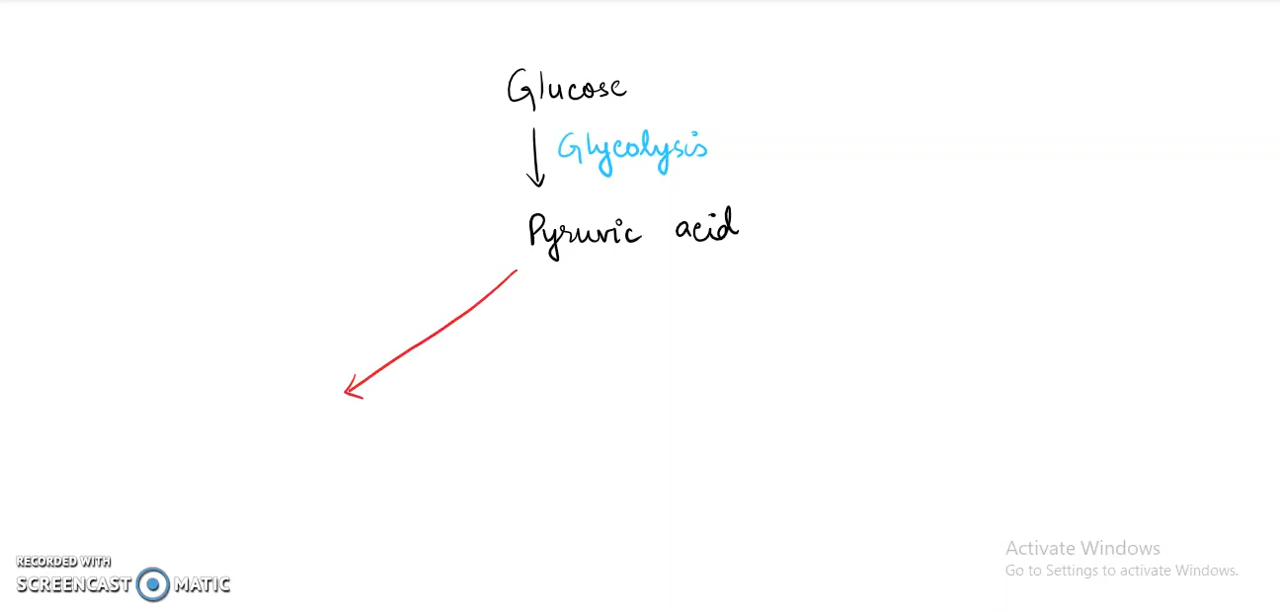 Glucose
Glycolysis
Pyruvic acid
Activate Windows
Go to Settings to activate Windows.
RECORDED WITH
SCREENCAST MATIC